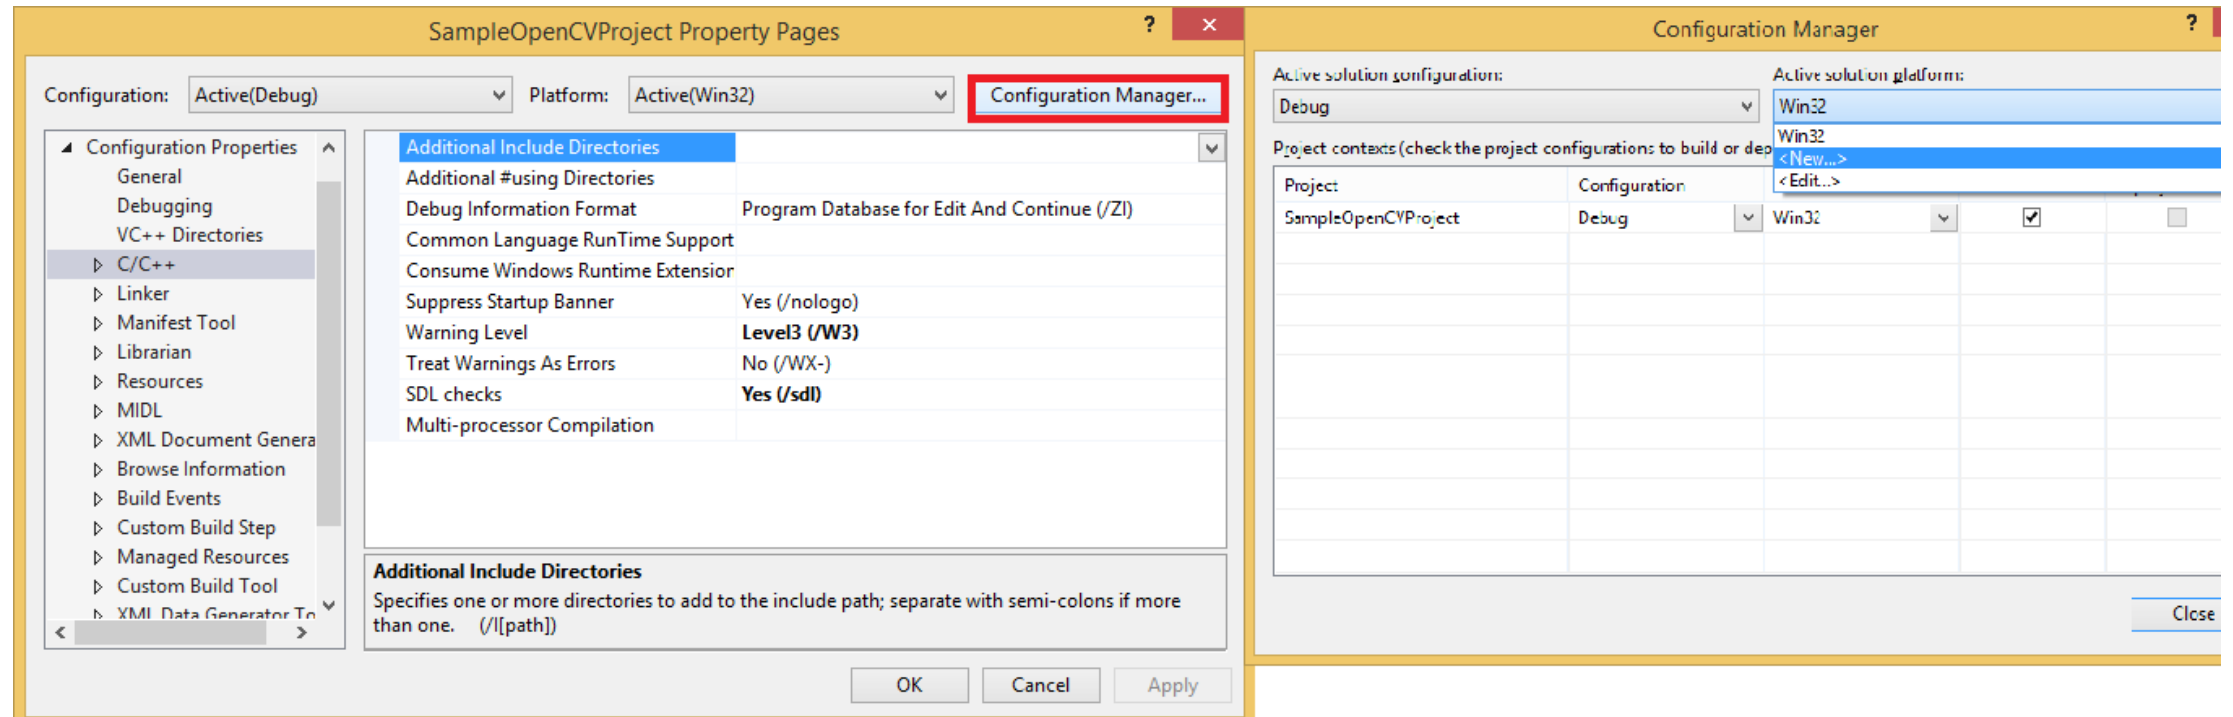 SampleOpenCVProject Property Pages
?
×
Configuration: Active(Debug) Platform: Active(Win32) Configuration Manager...
Configuration Properties
General
Debugging
VC++ Directories
C/C++
Linker
Manifest Tool
Librarian
Resources
MIDL
XML Document Genera
Browse Information
Build Events
Custom Build Step
Managed Resources
Custom Build Tool
XML Data Generator To
Additional Include Directories
Additional #using Directories
Debug Information Format Program Database for Edit And Continue (/ZI)
Common Language RunTime Support
Consume Windows Runtime Extension
Suppress Startup Banner Yes (/nologo)
Warning Level Level3 (/W3)
Treat Warnings As Errors No (/WX-)
SDL checks Yes (/sdl)
Multi-processor Compilation
Additional Include Directories
Specifies one or more directories to add to the include path; separate with semi-colons if more
than one. (/I[path])
OK Cancel Apply
Configuration Manager
?
Active solution configuration: Active solution platform:
Debug Win32
Win32
<New...>
<Edit...>
Project contexts (check the project configurations to build or dep
Project Configuration
SampleOpenCVProject Debug Win32
Close